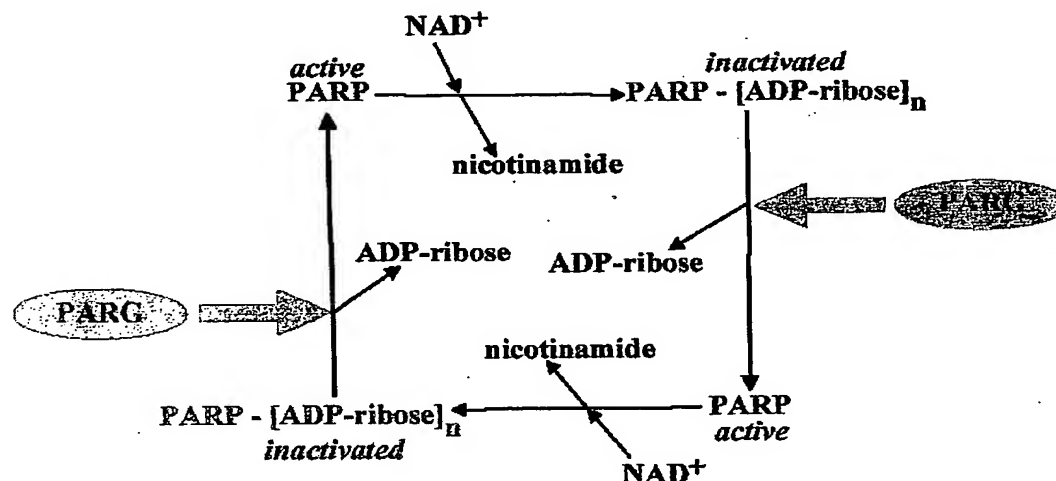 NAD+
active
inactivated
PARP
PARP - [ADP-ribose]n
nicotinamide
PARG
ADP-ribose
ADP-ribose
PARG
nicotinamide
PARP - [ADP-ribose]n
PARP
inactivated
active
NAD+